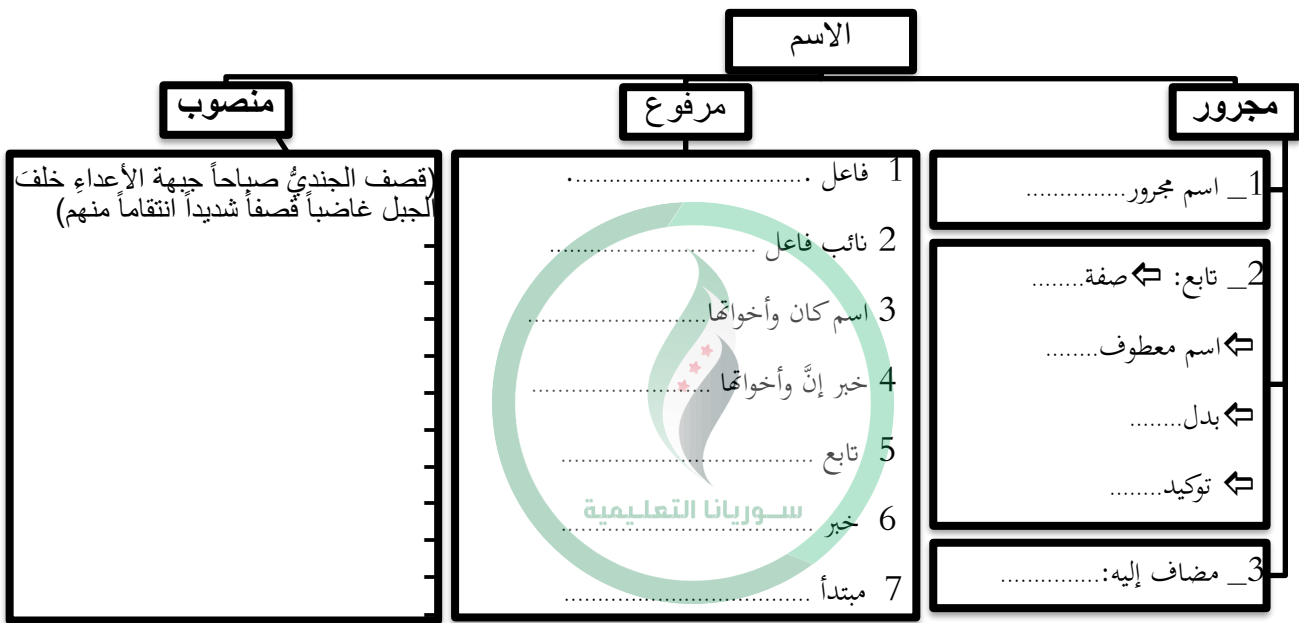 الاسم
مجرور
مرفوع
منصوب
1_ اسم مجرور...............
2_ تابع: ⇦صفة........
⇦اسم معطوف........
⇦بدل........
⇦ توكيد........
3_ مضاف إليه:...............
1 فاعل ...............................
2 نائب فاعل ...............................
3 اسم كان وأخواتها...........................
4 خبر إنَّ وأخواتها ...........................
5 تابع ......................................
6 خبر ......................................
7 مبتدأ .....................................
(قصف الجنديُّ صباحاً جبهة الأعداءِ خلفَ
الجبل غاضباً قصفاً شديداً انتقاماً منهم)
-
-
-
-
-
-
-
-
-
-
-
سوريانا التعليمية